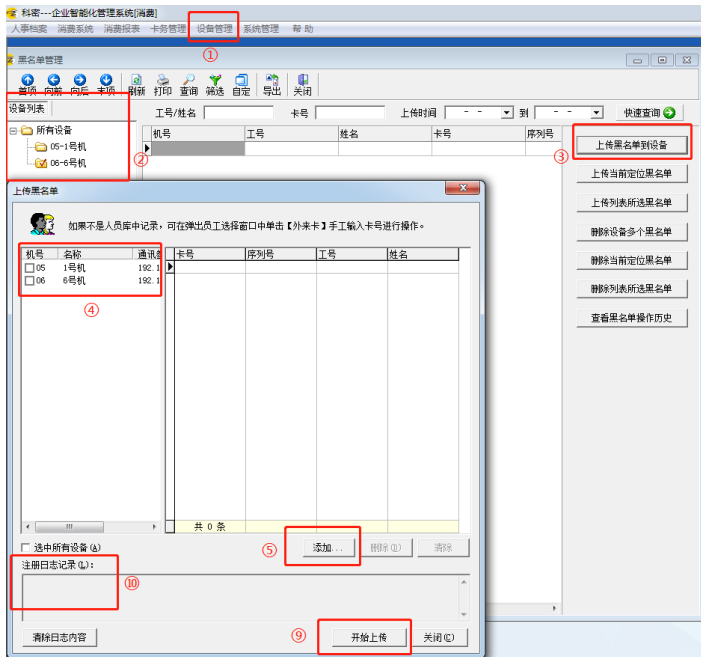 科密---企业智能化管理系统[消费]
人事档案 消费系统 消费报表 卡务管理 设备管理 系统管理 帮助
①
黑名单管理
首项 向前 向后 末项 刷新 打印 查询 筛选 自定 导出 关闭
设备列表
工号/姓名 卡号 上传时间 - - 到 - - 快速查询
所有设备
05-1号机
06-6号机
②
机号 工号 姓名 卡号 序列号
③
上传黑名单到设备
上传当前定位黑名单
上传列表所选黑名单
删除设备多个黑名单
删除当前定位黑名单
删除列表所选黑名单
查看黑名单操作历史
上传黑名单
如果不是人员库中记录，可在弹出员工选择窗口中单击【外来卡】手工输入卡号进行操作。
机号 名称 卡号 序列号 工号 姓名
05 1号机 192.1
06 6号机 192.1
④
共 0 条
选中所有设备(A)
⑤
添加... 删除(D) 清除
注册日志记录(L):
⑩
清除日志内容
⑨
开始上传 关闭(C)